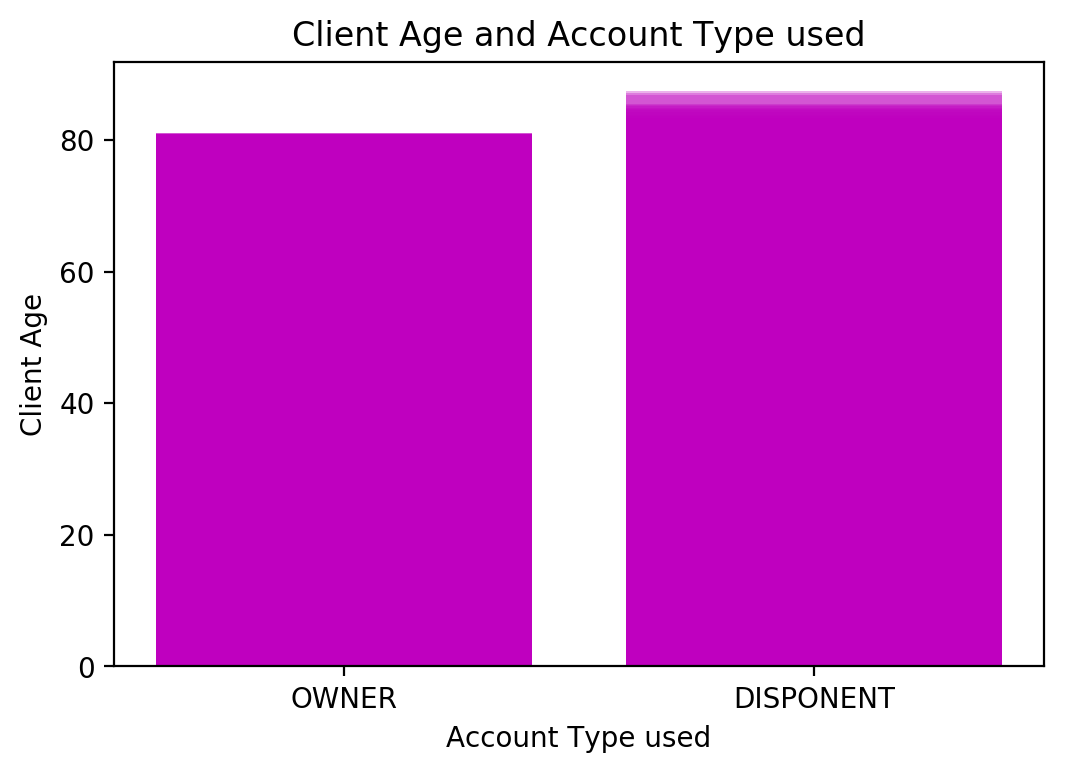 Client Age and Account Type used
80
60
40
20
0
Client Age
OWNER
DISPONENT
Account Type used